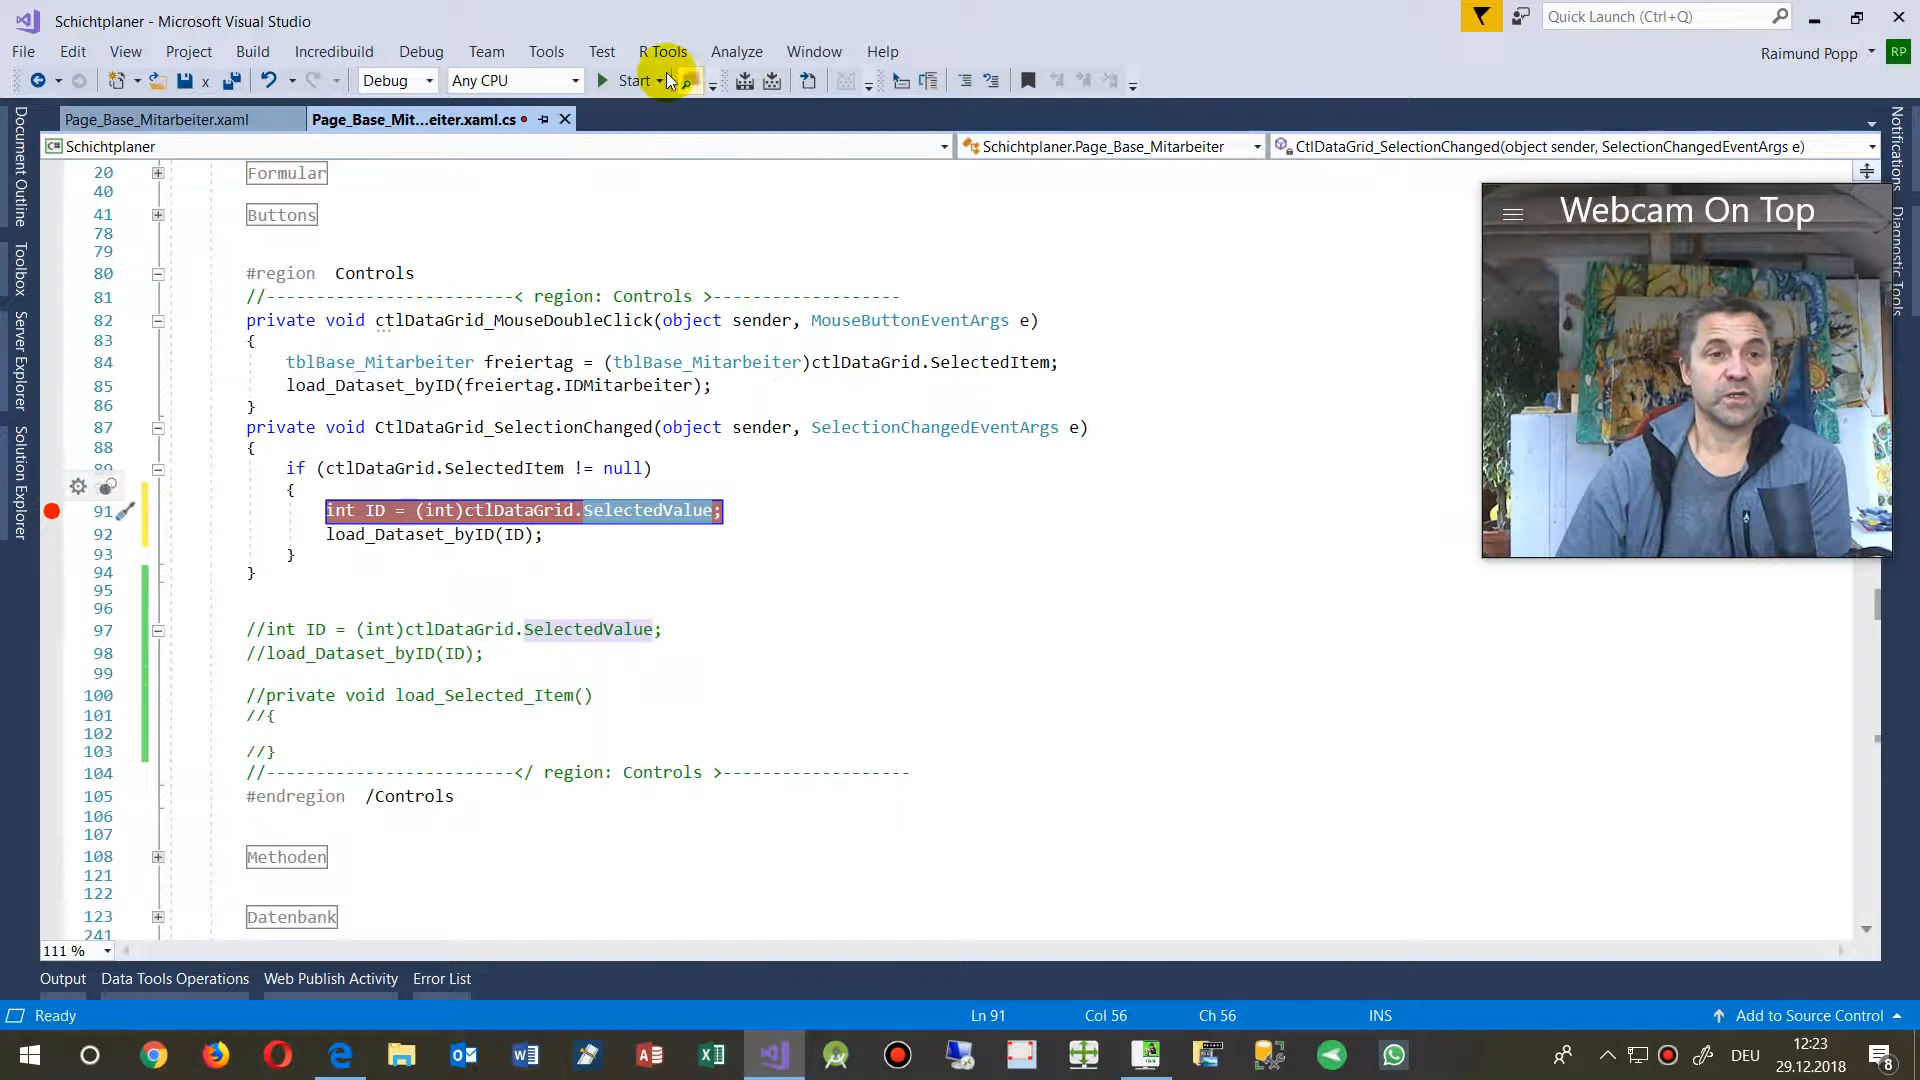 Schichtplaner - Microsoft Visual Studio
Quick Launch (Ctrl+Q)
File Edit View Project Build Incredibuild Debug Team Tools Test R Tools Analyze Window Help
Raimund Popp RP
Debug Any CPU Start
Page_Base_Mitarbeiter.xaml Page_Base_Mit...eiter.xaml.cs
Schichtplaner Schichtplaner.Page_Base_Mitarbeiter CtlDataGrid_SelectionChanged(object sender, SelectionChangedEventArgs e)
Document Outline
Toolbox
Server Explorer
Solution Explorer
Notifications
Diagnostic Tools
Webcam On Top
20 Formular
40
41 Buttons
78
79
80 #region Controls
81 //-------------------------< region: Controls >-------------------
82 private void ctlDataGrid_MouseDoubleClick(object sender, MouseButtonEventArgs e)
83 {
84 tblBase_Mitarbeiter freiertag = (tblBase_Mitarbeiter)ctlDataGrid.SelectedItem;
85 load_Dataset_byID(freiertag.IDMitarbeiter);
86 }
87 private void CtlDataGrid_SelectionChanged(object sender, SelectionChangedEventArgs e)
88 {
89 if (ctlDataGrid.SelectedItem != null)
{
91 int ID = (int)ctlDataGrid.SelectedValue;
92 load_Dataset_byID(ID);
93 }
94 }
95
96
97 //int ID = (int)ctlDataGrid.SelectedValue;
98 //load_Dataset_byID(ID);
99
100 //private void load_Selected_Item()
101 //{
102
103 //}
104 //-------------------------</ region: Controls >-------------------
105 #endregion /Controls
106
107
108 Methoden
121
122
123 Datenbank
241
111 %
Output Data Tools Operations Web Publish Activity Error List
Ready Ln 91 Col 56 Ch 56 INS Add to Source Control
DEU
12:23
29.12.2018
8